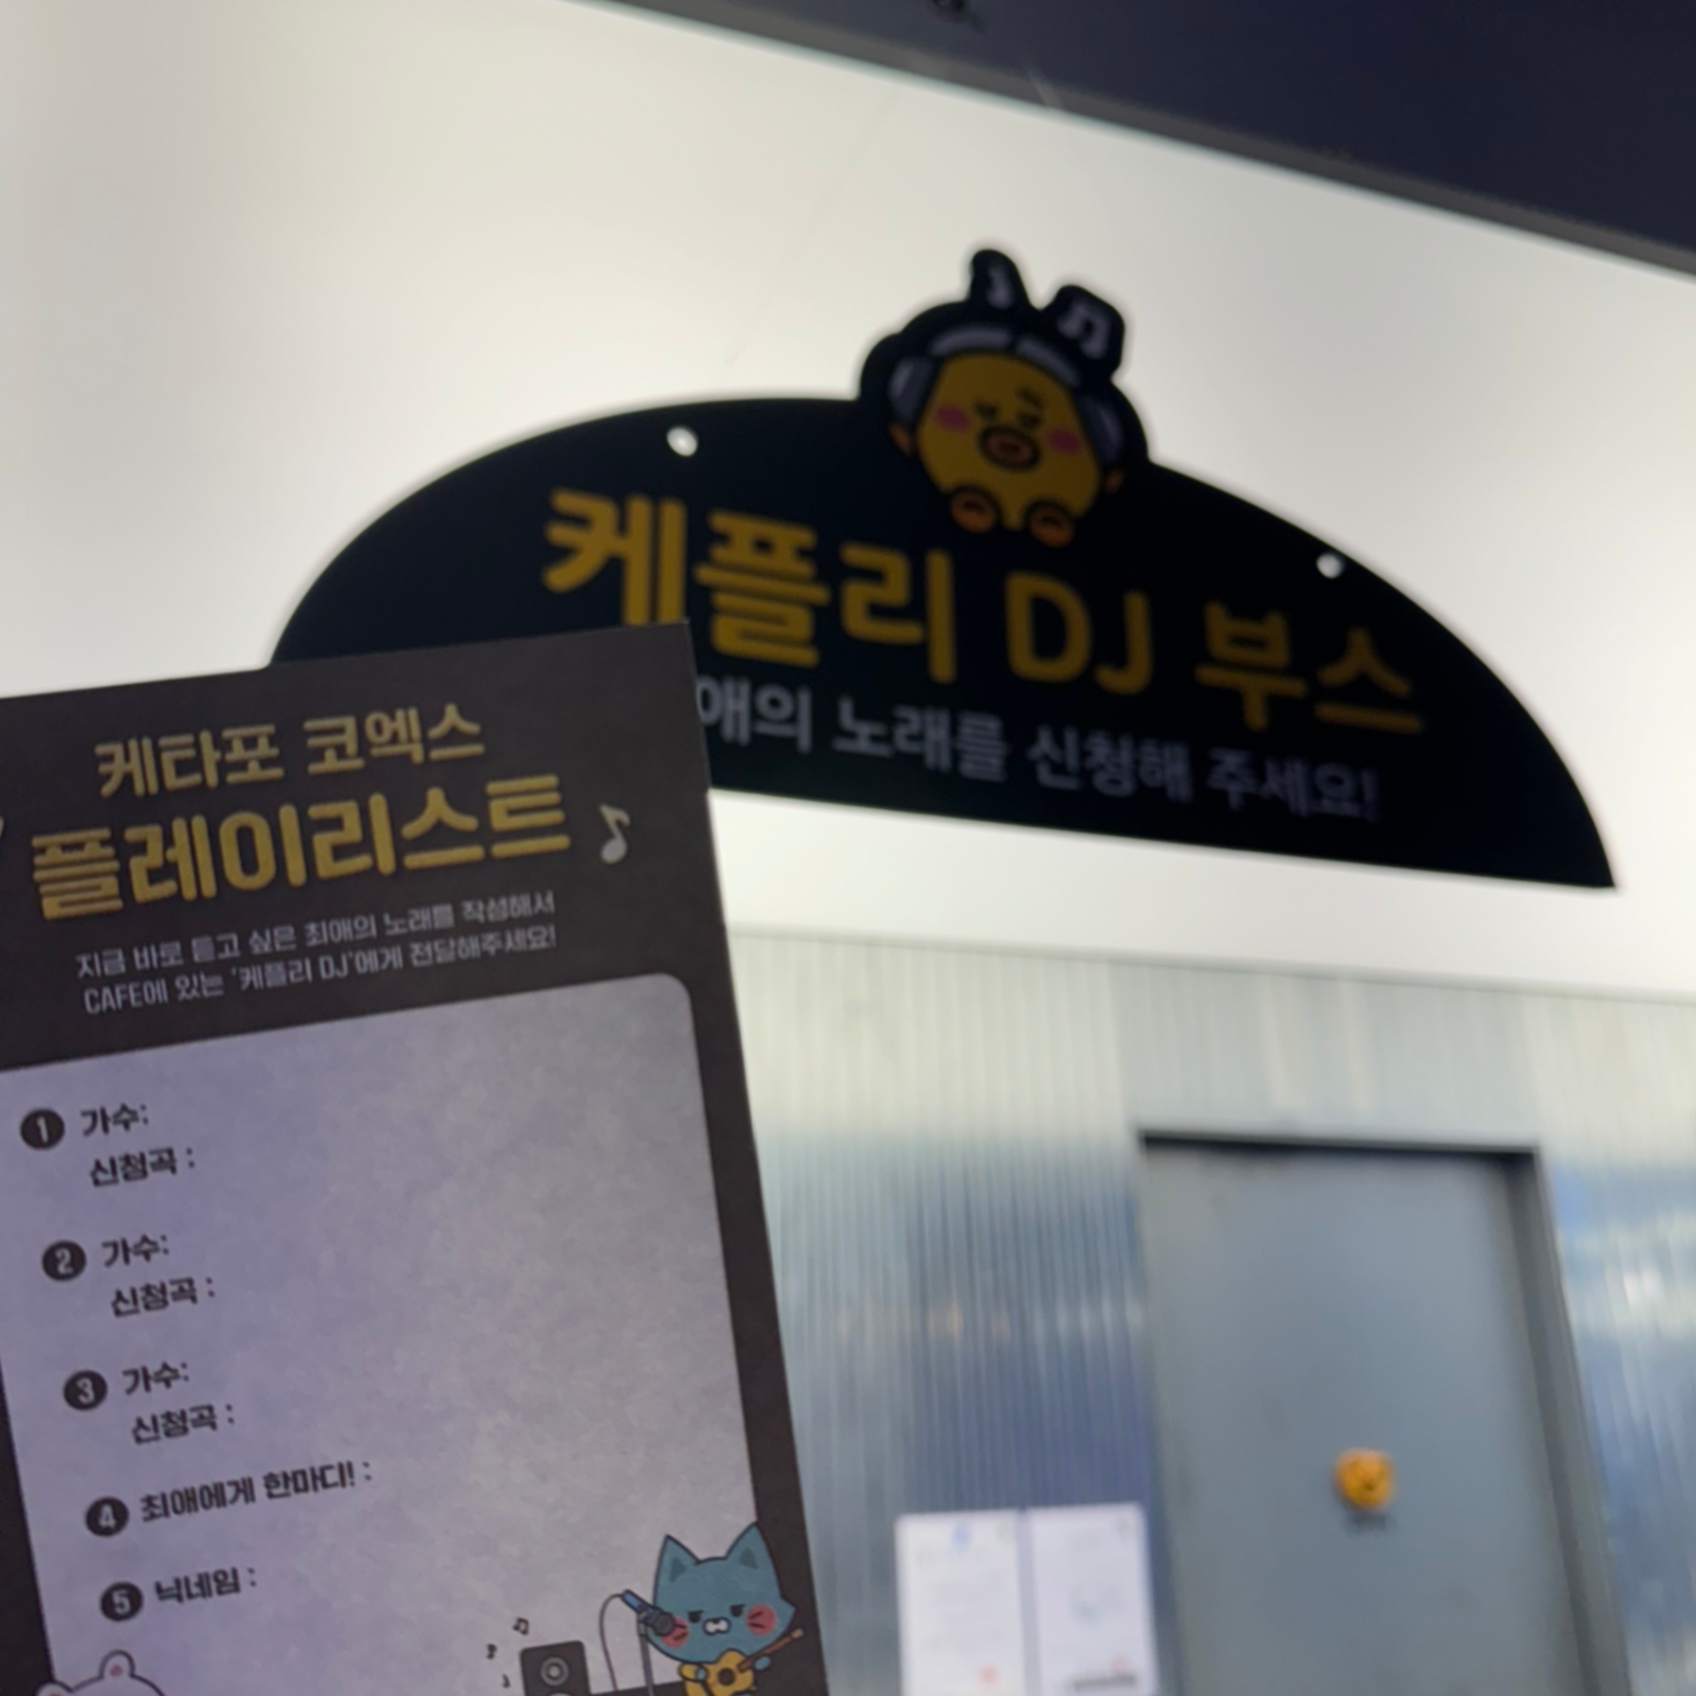 케플리 DJ 부스
애의 노래를 신청해 주세요!
케타포 코엑스
플레이리스트
지금 바로 듣고 싶은 최애의 노래를 작성해서
CAFE에 있는 '케플리 DJ'에게 전달해주세요!
1 가수:
신청곡 :
2 가수:
신청곡 :
3 가수:
신청곡 :
4 최애에게 한마디! :
5 닉네임 :